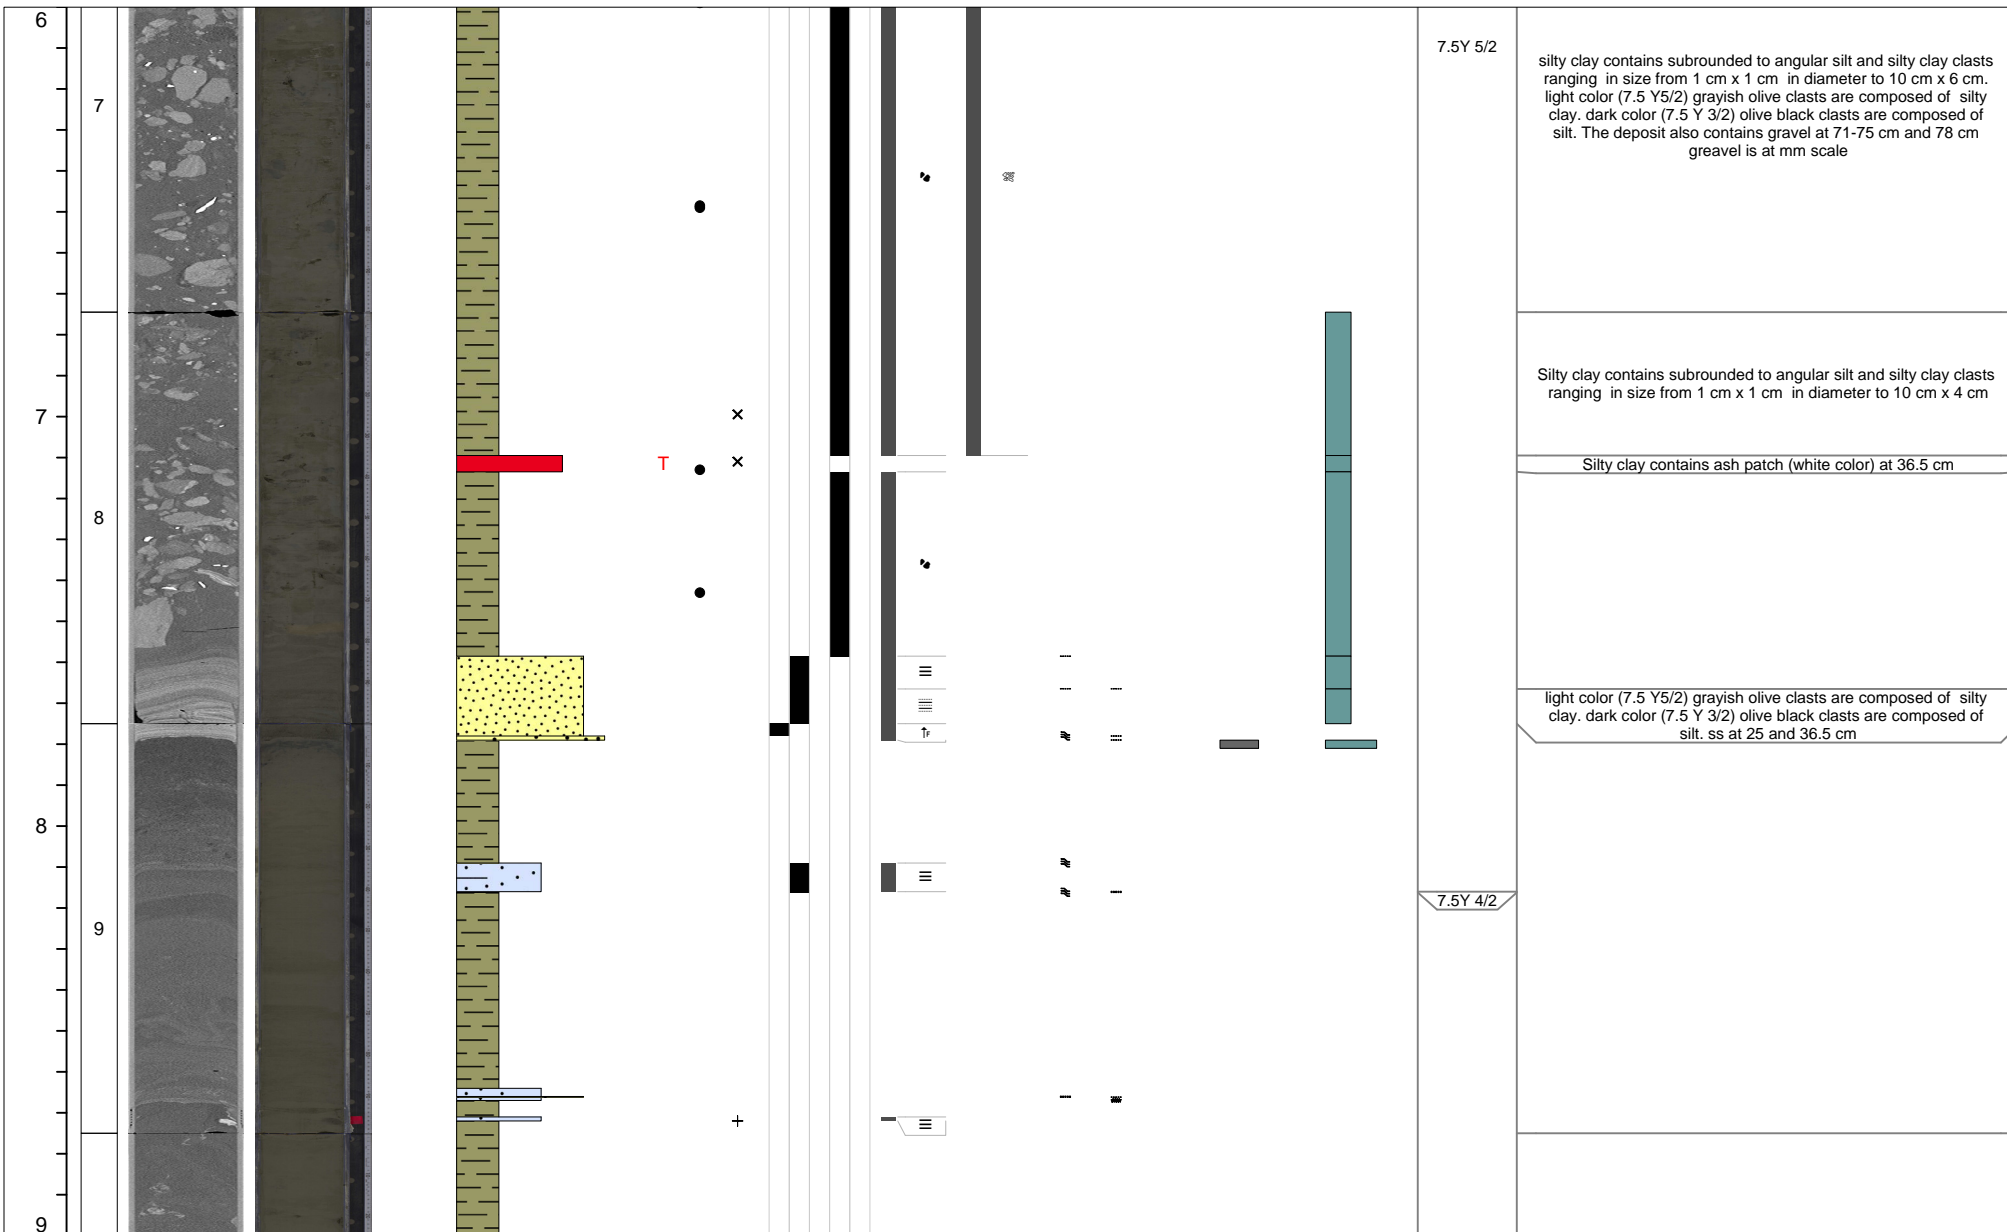 6
7
7
8
8
9
9
T
F
7.5Y 5/2
7.5Y 4/2
silty clay contains subrounded to angular silt and silty clay clasts
ranging in size from 1 cm x 1 cm in diameter to 10 cm x 6 cm.
light color (7.5 Y5/2) grayish olive clasts are composed of silty
clay. dark color (7.5 Y 3/2) olive black clasts are composed of
silt. The deposit also contains gravel at 71-75 cm and 78 cm
greavel is at mm scale
Silty clay contains subrounded to angular silt and silty clay clasts
ranging in size from 1 cm x 1 cm in diameter to 10 cm x 4 cm
Silty clay contains ash patch (white color) at 36.5 cm
light color (7.5 Y5/2) grayish olive clasts are composed of silty
clay. dark color (7.5 Y 3/2) olive black clasts are composed of
silt. ss at 25 and 36.5 cm